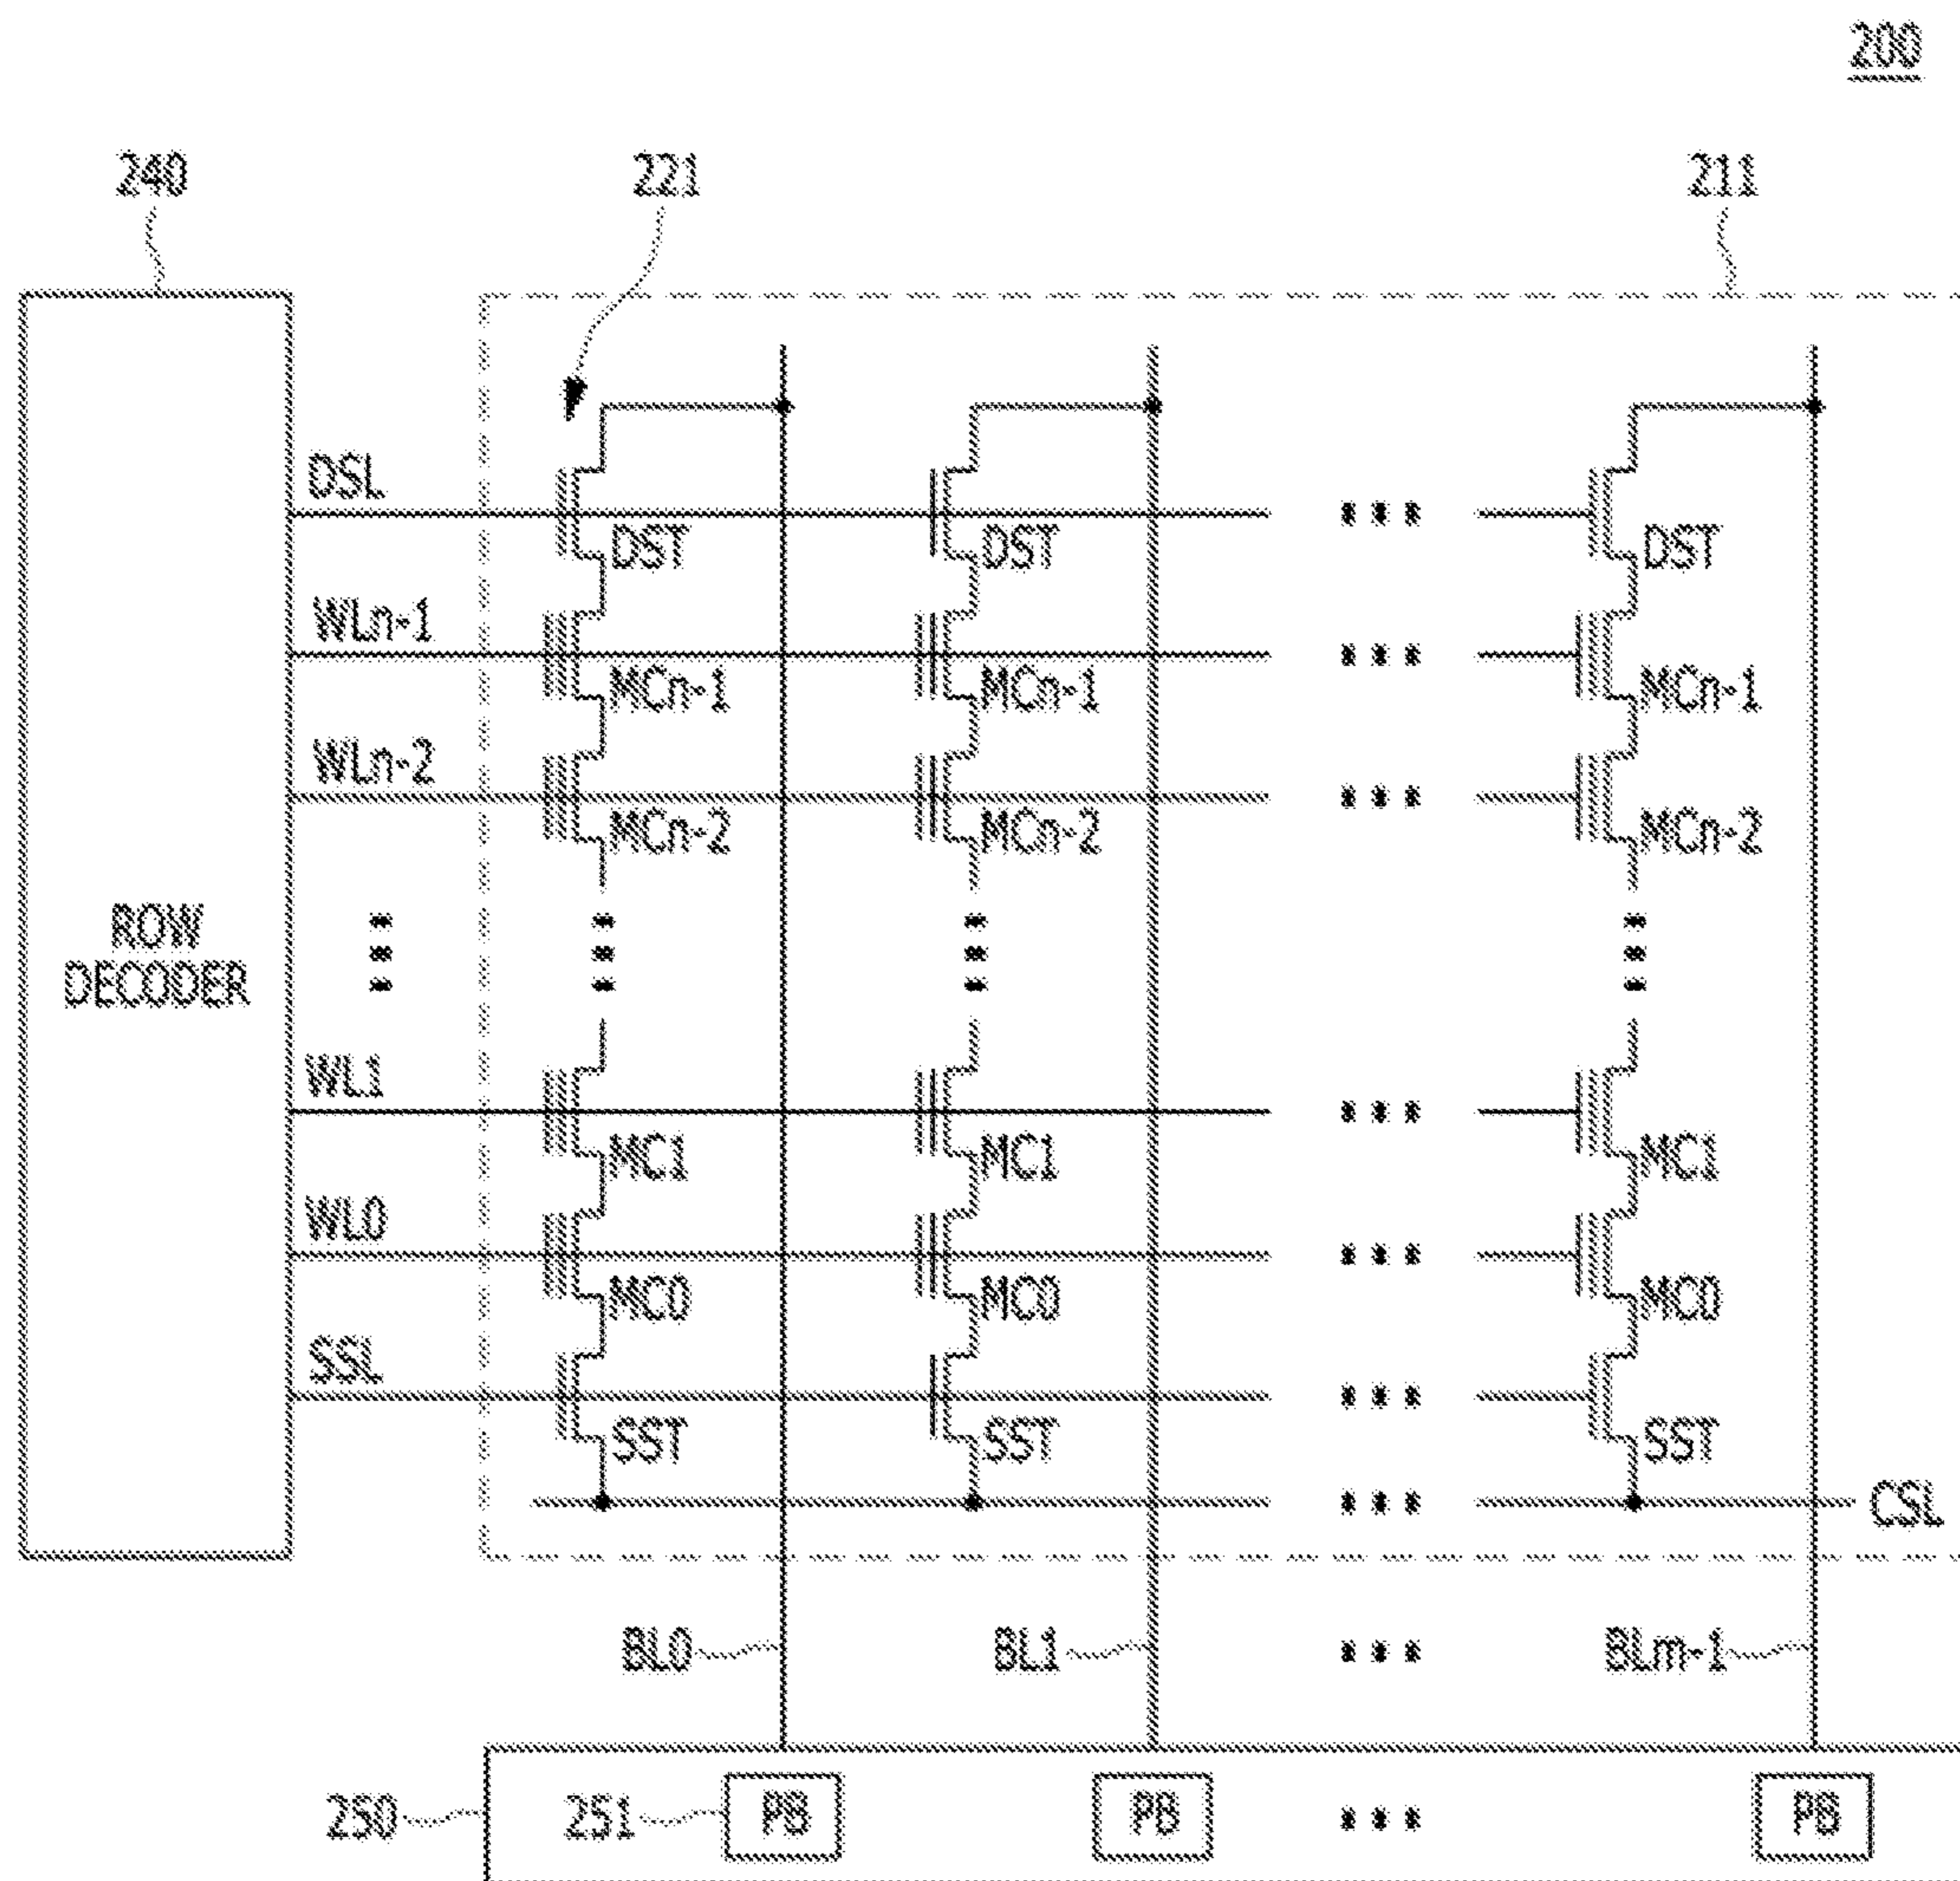 200
240 221 211
DSL
DST DST DST
WLn-1
MCn-1 MCn-1 MCn-1
WLn-2
MCn-2 MCn-2 MCn-2
ROW
DECODER
WL1
MC1 MC1 MC1
WL0
MC0 MC0 MC0
SSL
SST SST SST
CSL
BL0 BL1 BLm-1
250 251 PB PB PB